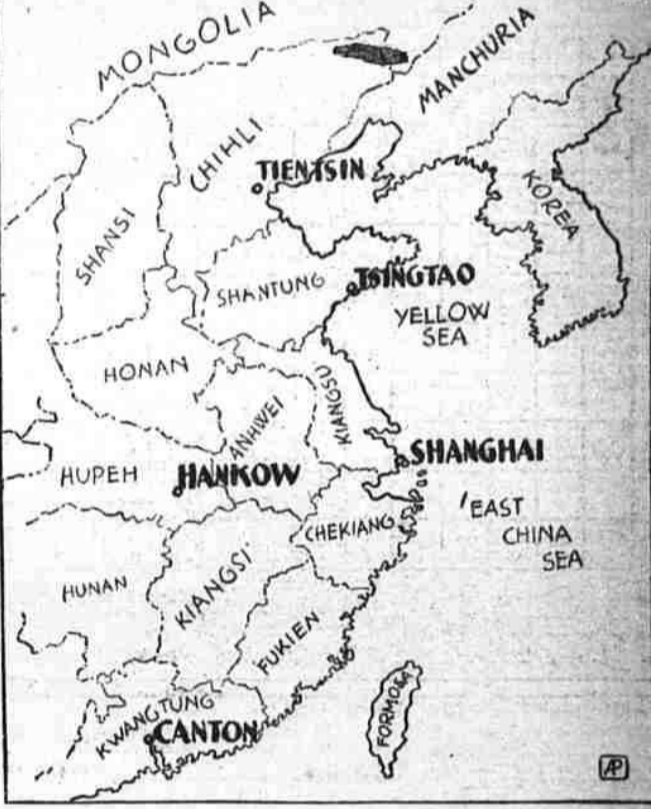 MONGOLIA
MANCHURIA
CHIHLI
TIENTSIN
SHANSI
KOREA
SHANTUNG
TSINGTAO
YELLOW
SEA
HONAN
KIANGSU
ANHWEI
SHANGHAI
HUPEH
HANKOW
'EAST
CHINA
SEA
CHEKIANG
HUNAN
KIANGSI
FUKIEN
KWANGTUNG
CANTON
FORMOSA
AP